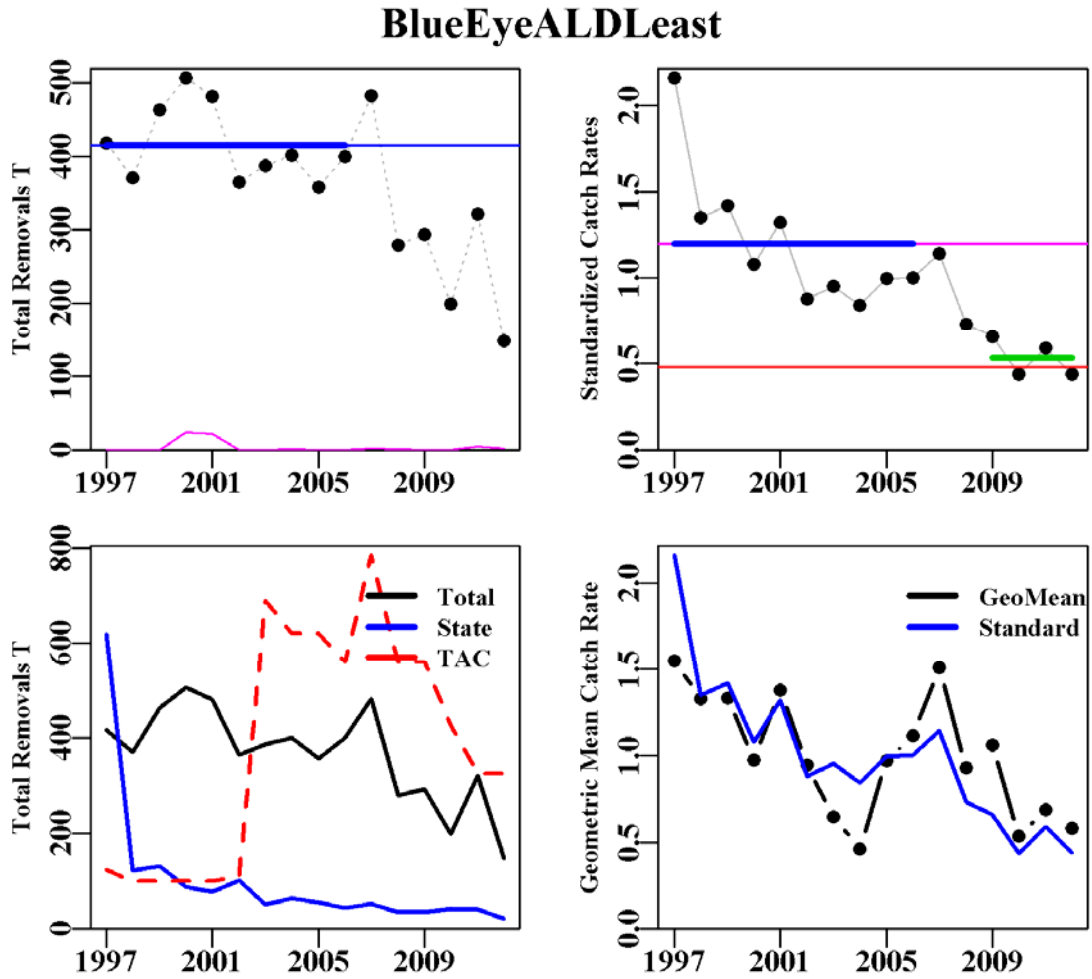 BlueEyeALDLeast
Total Removals T
0 100 200 300 400 500
1997 2001 2005 2009
Standardized Catch Rates
0.0 0.5 1.0 1.5 2.0
1997 2001 2005 2009
Total Removals T
0 200 400 600 800
Total
State
TAC
1997 2001 2005 2009
Geometric Mean Catch Rate
0.0 0.5 1.0 1.5 2.0
GeoMean
Standard
1997 2001 2005 2009